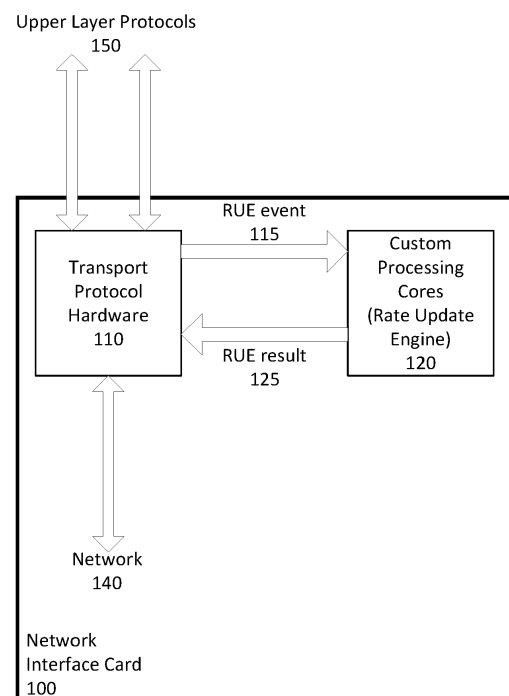 Upper Layer Protocols
150
RUE event
115
Transport
Protocol
Hardware
110
Custom
Processing
Cores
(Rate Update
Engine)
120
RUE result
125
Network
140
Network
Interface Card
100